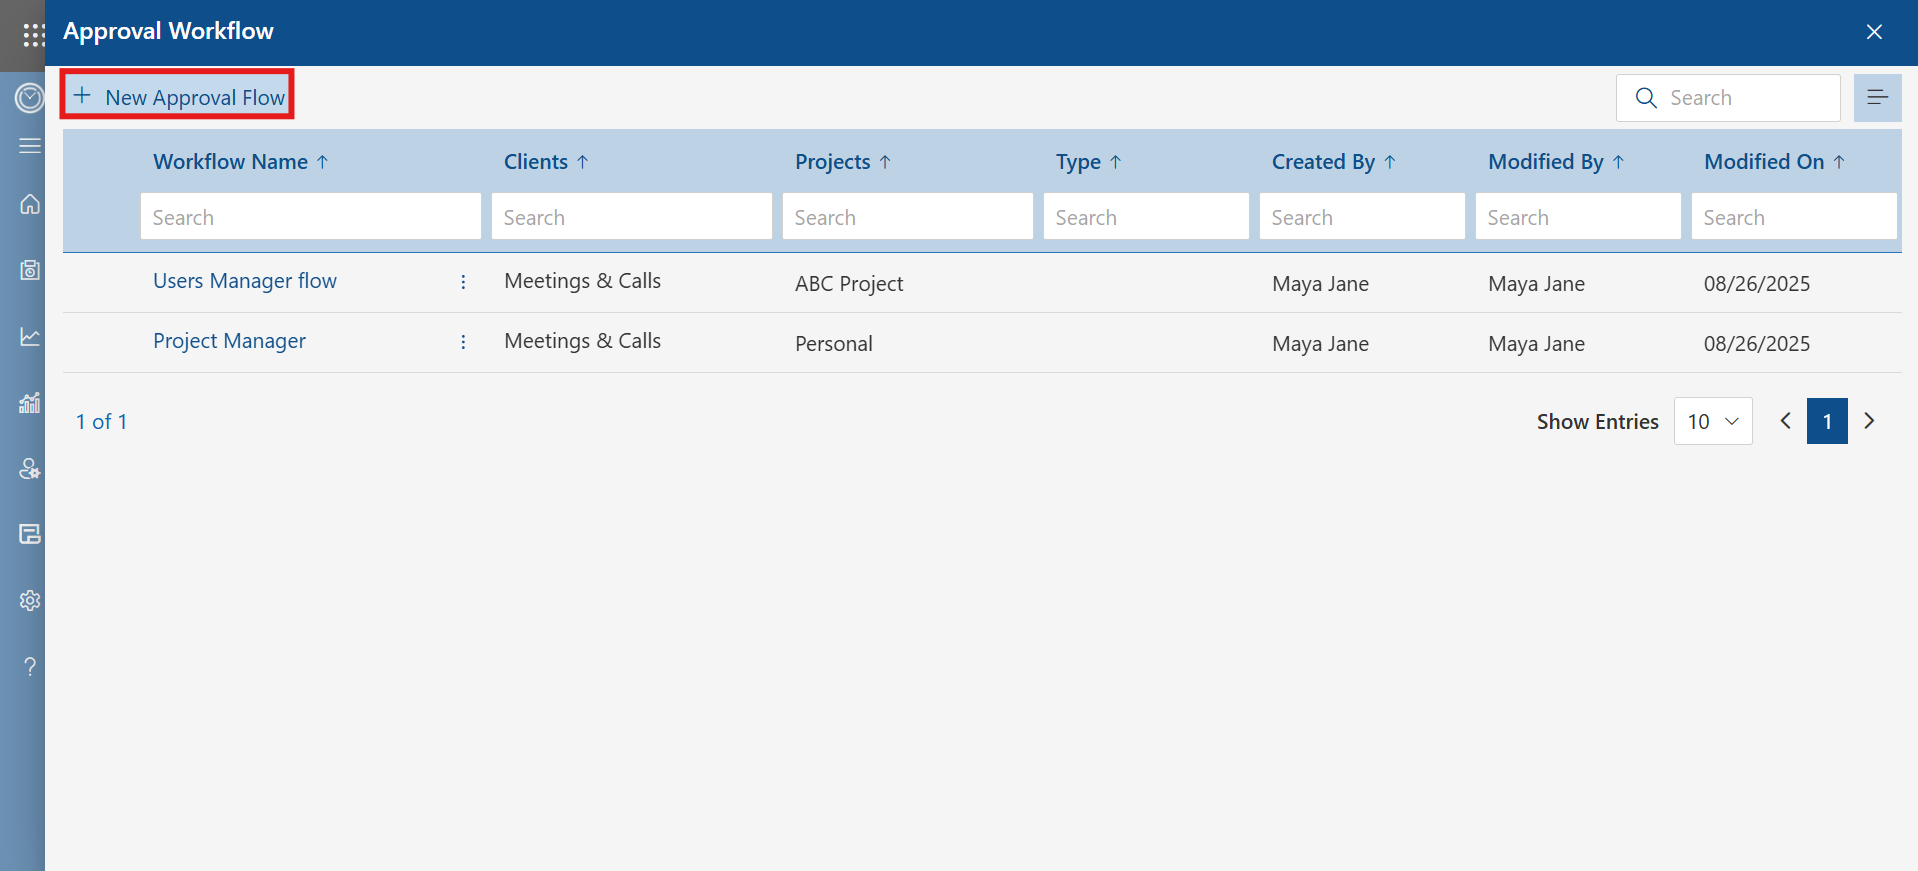 Approval Workflow
New Approval Flow
Search
Workflow Name Clients Projects Type Created By Modified By Modified On
Search Search Search Search Search Search Search
Users Manager flow Meetings & Calls ABC Project Maya Jane Maya Jane 08/26/2025
Project Manager Meetings & Calls Personal Maya Jane Maya Jane 08/26/2025
1 of 1 Show Entries 10 1